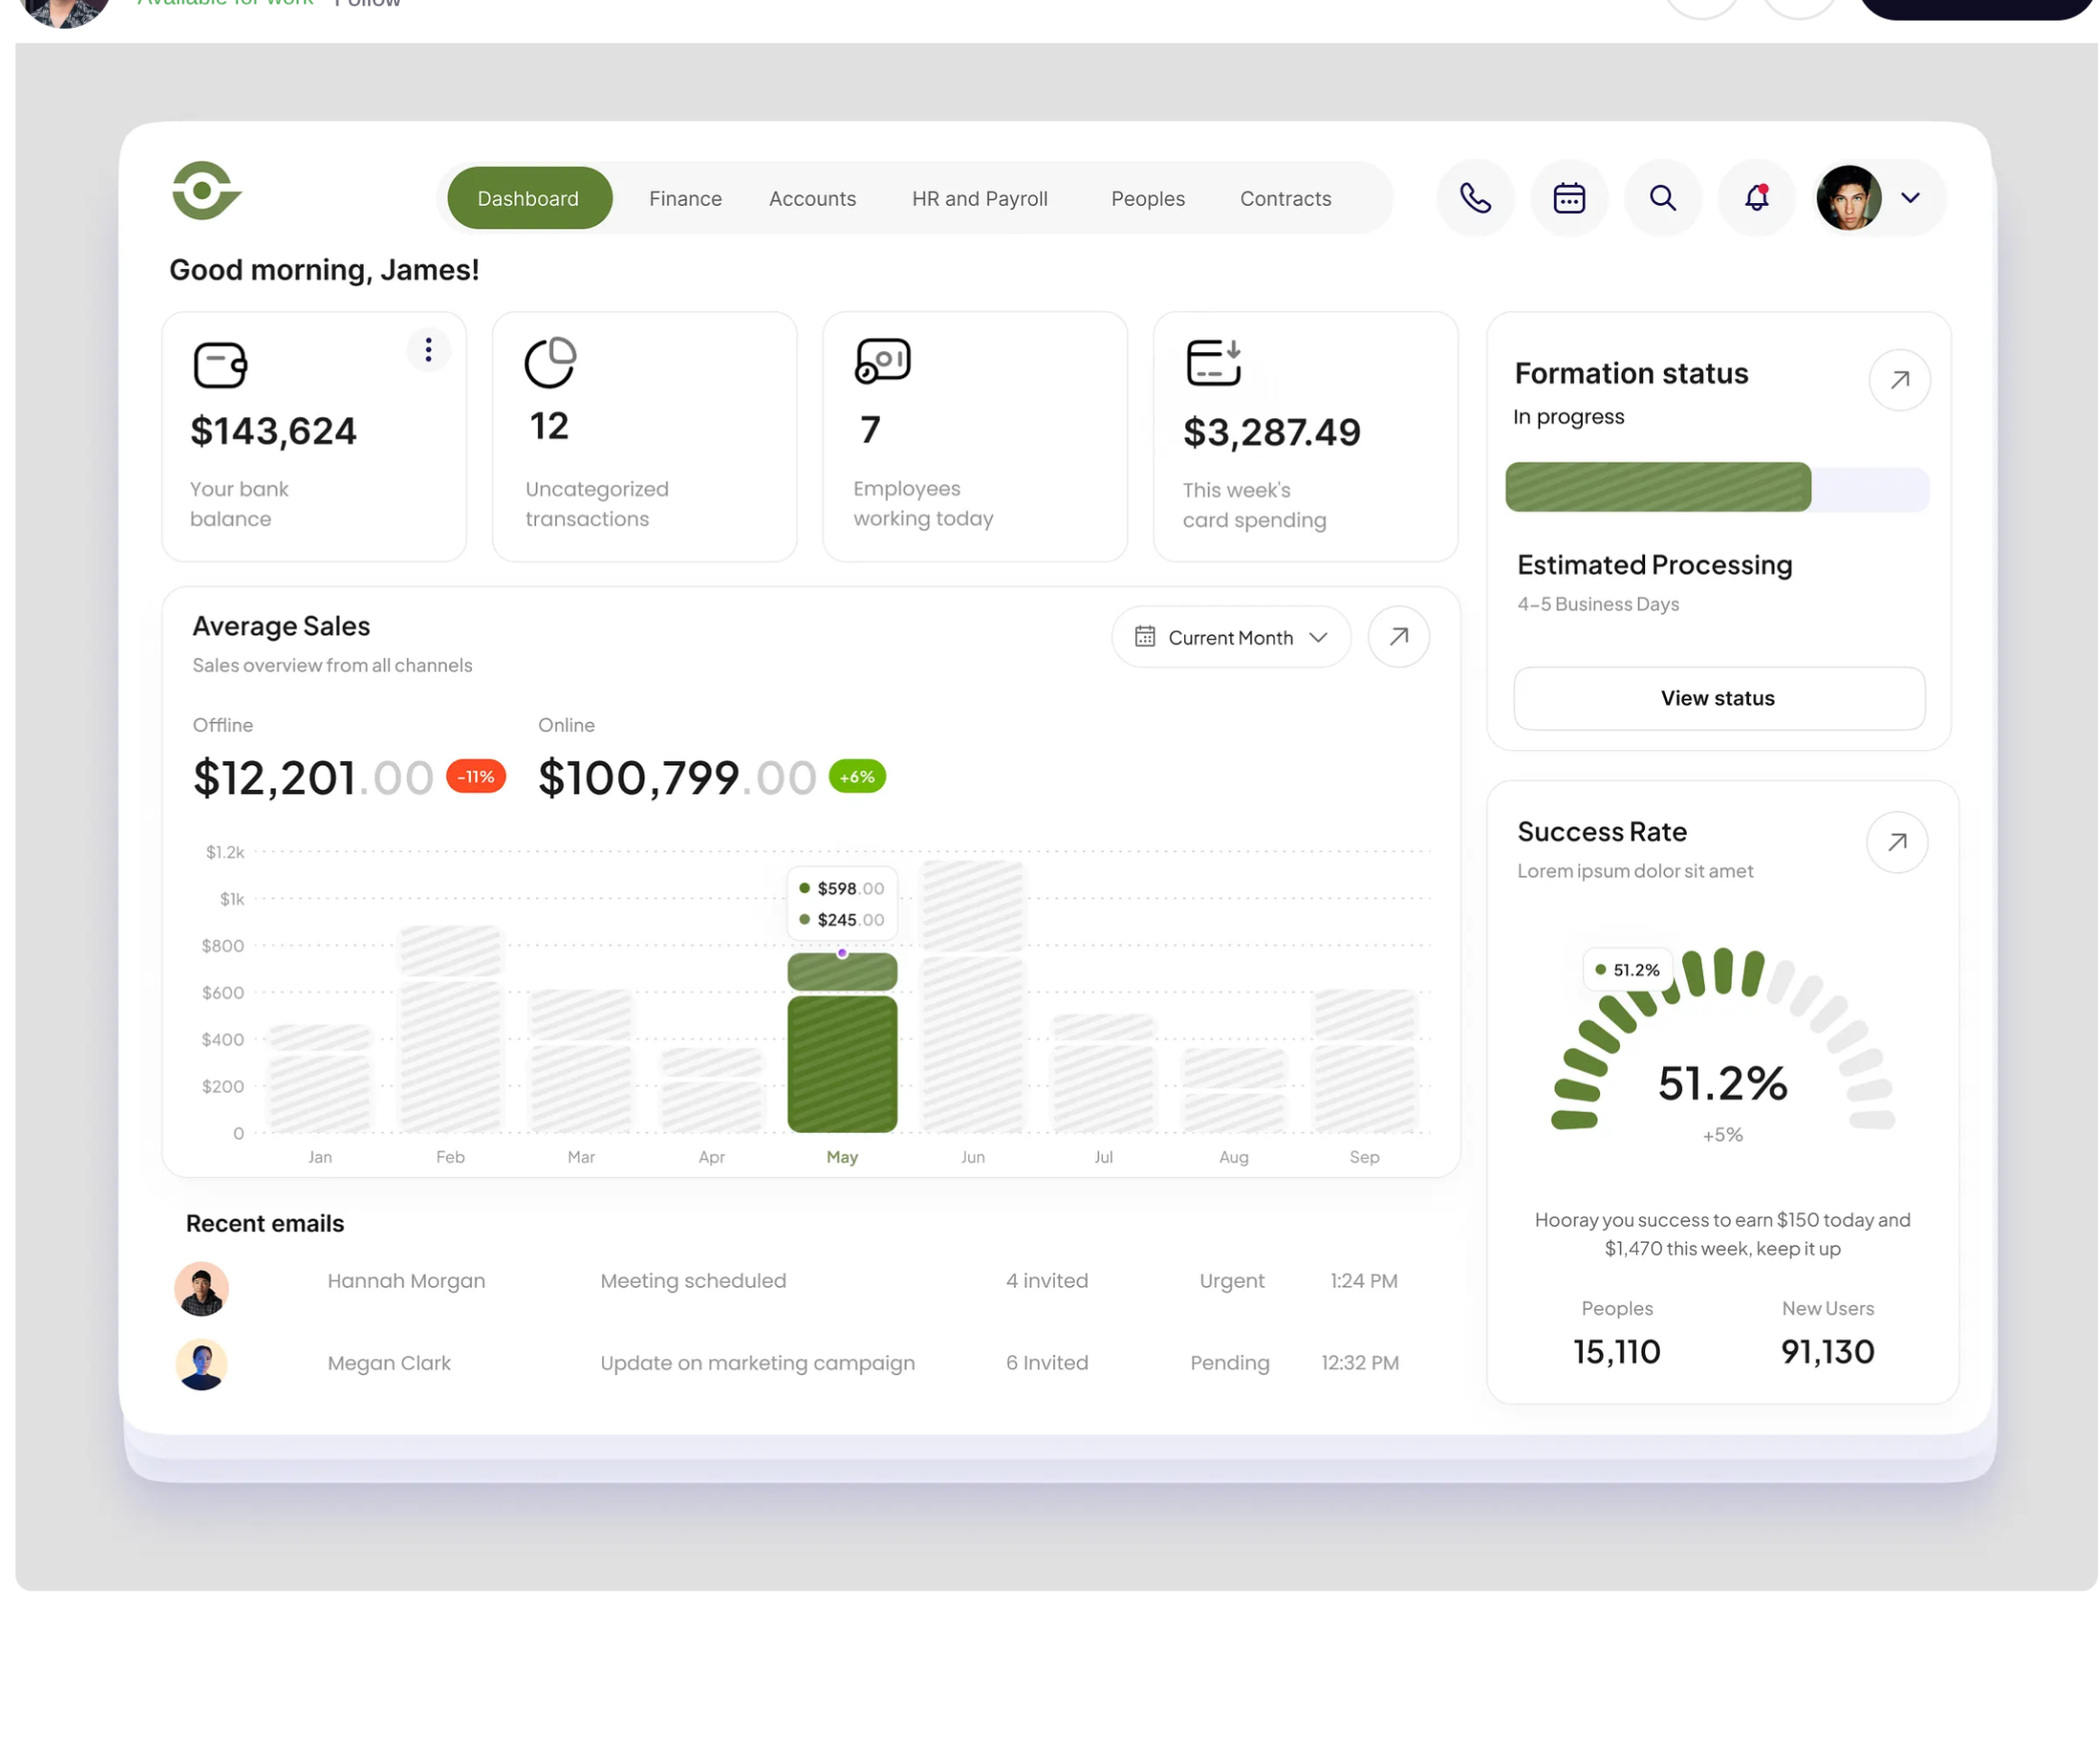 Available for work
Follow
Dashboard
Finance
Accounts
HR and Payroll
Peoples
Contracts
Good morning, James!
$143,624
Your bank
balance
12
Uncategorized
transactions
7
Employees
working today
$3,287.49
This week's
card spending
Formation status
In progress
Estimated Processing
4–5 Business Days
View status
Average Sales
Sales overview from all channels
Current Month
Offline
$12,201.00
-11%
Online
$100,799.00
+6%
$1.2k
$1k
$800
$600
$400
$200
0
$598.00
$245.00
Jan
Feb
Mar
Apr
May
Jun
Jul
Aug
Sep
Success Rate
Lorem ipsum dolor sit amet
51.2%
51.2%
+5%
Hooray you success to earn $150 today and
$1,470 this week, keep it up
Peoples
15,110
New Users
91,130
Recent emails
Hannah Morgan
Meeting scheduled
4 invited
Urgent
1:24 PM
Megan Clark
Update on marketing campaign
6 Invited
Pending
12:32 PM